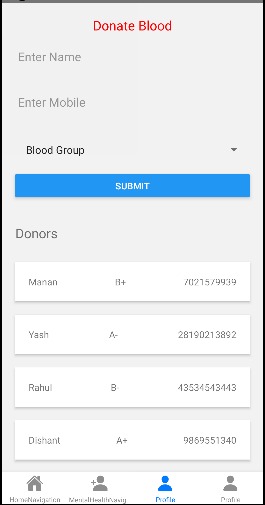 Donate Blood
Enter Name
Enter Mobile
Blood Group
SUBMIT
Donors
Manan B+ 7021579939
Yash A- 28190213892
Rahul B- 43534543443
Dishant A+ 9869551340
HomeNavigation MentalHealthNavig... Profile Profile